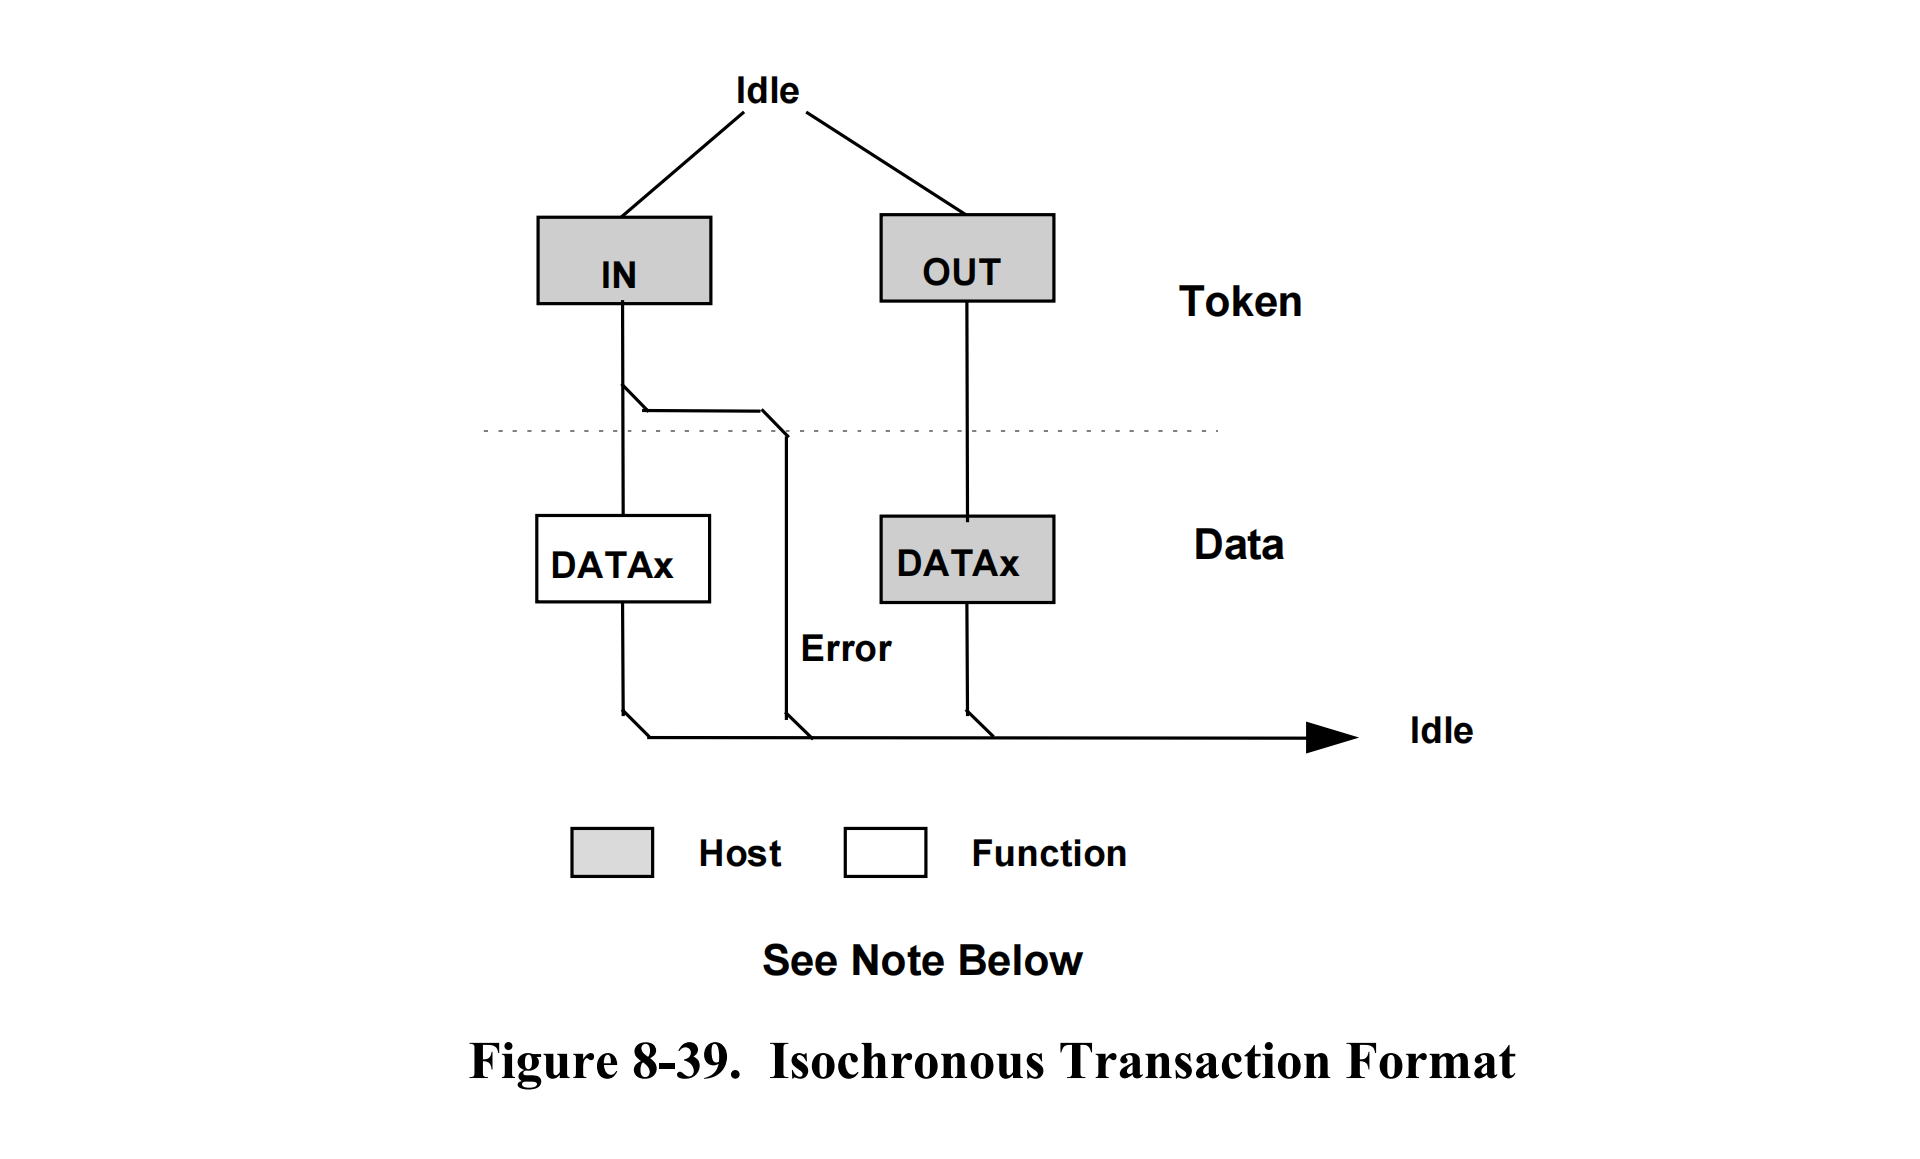 Idle
IN
OUT
Token
DATAx
DATAx
Data
Error
Idle
Host
Function
See Note Below
Figure 8-39. Isochronous Transaction Format